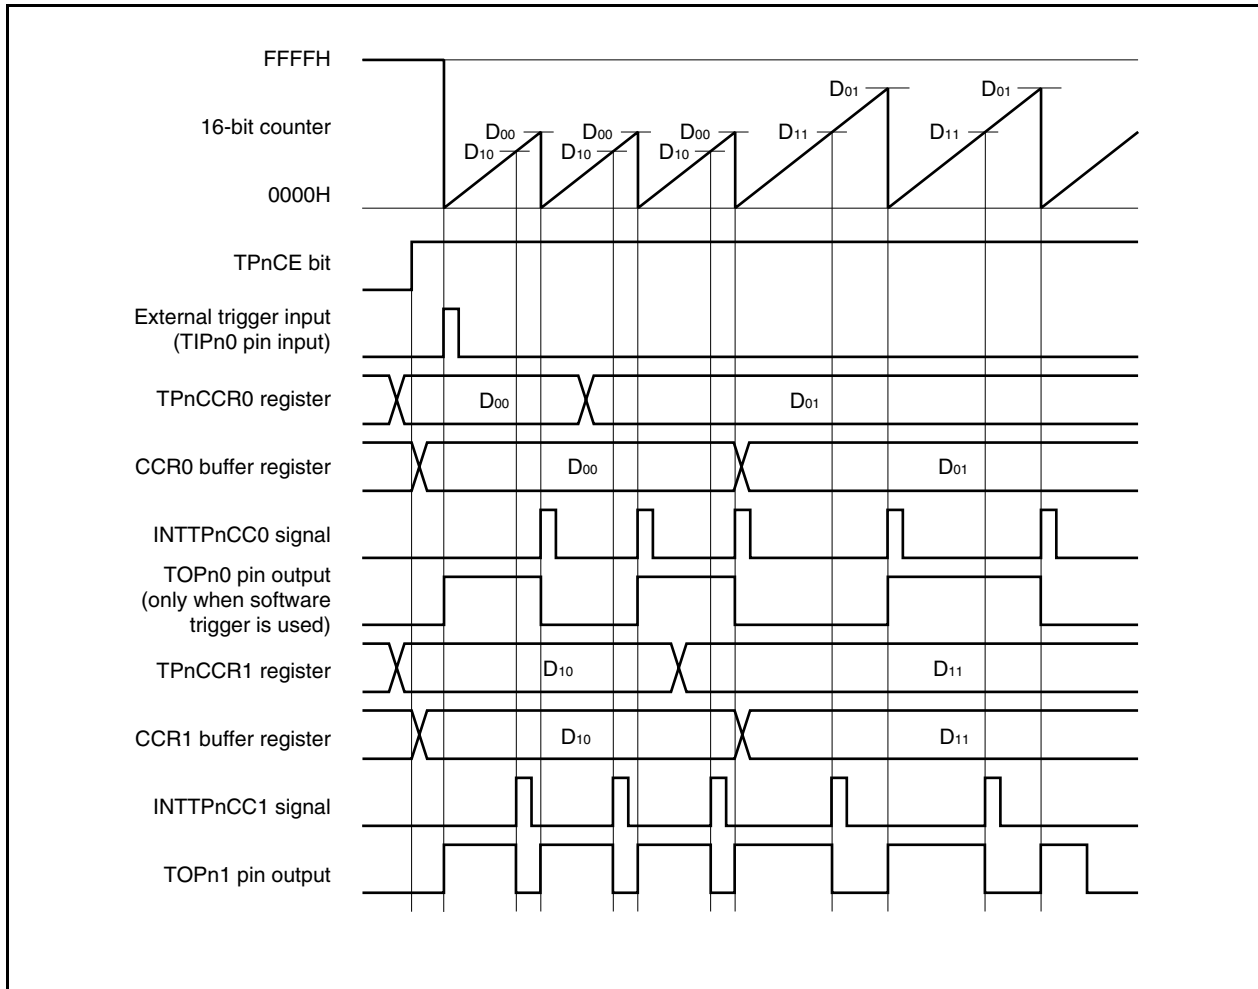 FFFFH
16-bit counter
0000H
D00 D00 D00 D11 D01 D11 D01
D10 D10 D10
TPnCE bit
External trigger input
(TIPn0 pin input)
TPnCCR0 register D00 D01
CCR0 buffer register D00 D01
INTTPnCC0 signal
TOPn0 pin output
(only when software
trigger is used)
TPnCCR1 register D10 D11
CCR1 buffer register D10 D11
INTTPnCC1 signal
TOPn1 pin output